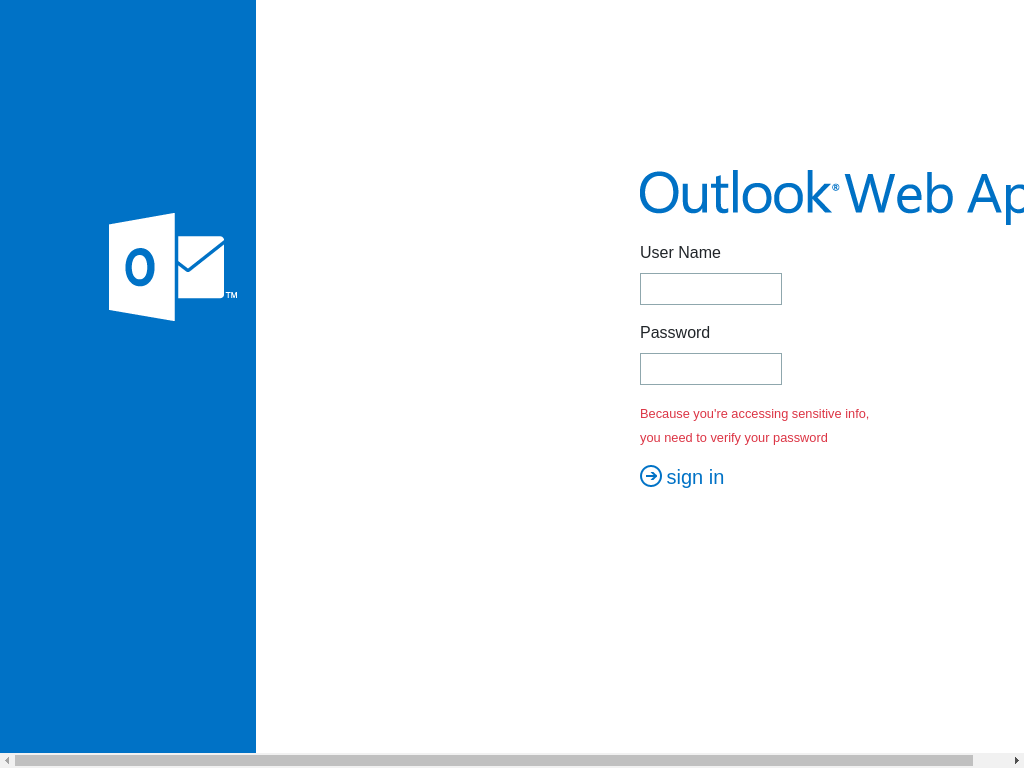 Outlook® Web Ap
O
TM
User Name
Password
Because you're accessing sensitive info,
you need to verify your password
sign in